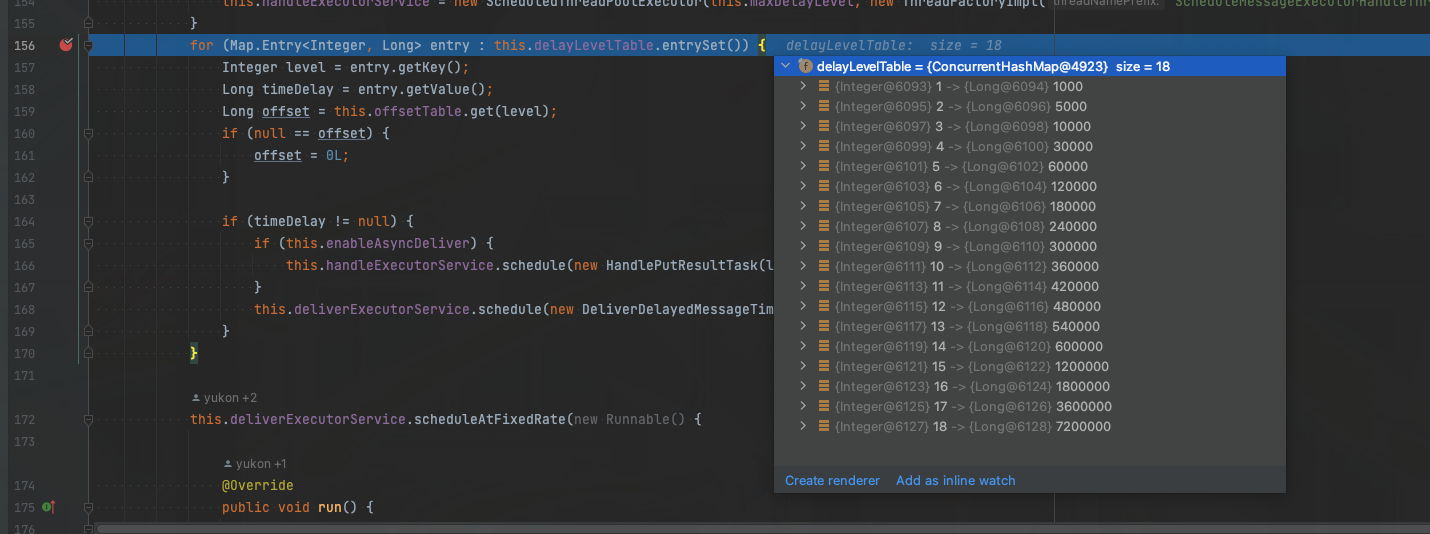 154 this.handleExecutorService = new ScheduledThreadPoolExecutor(this.maxDelayLevel, new ThreadFactoryImpl( threadNamePrefix:
155 }
156 for (Map.Entry<Integer, Long> entry : this.delayLevelTable.entrySet()) { delayLevelTable: size = 18
157 Integer level = entry.getKey();
158 Long timeDelay = entry.getValue();
159 Long offset = this.offsetTable.get(level);
160 if (null == offset) {
161 offset = 0L;
162 }
163
164 if (timeDelay != null) {
165 if (this.enableAsyncDeliver) {
166 this.handleExecutorService.schedule(new HandlePutResultTask(l
167 }
168 this.deliverExecutorService.schedule(new DeliverDelayedMessageTim
169 }
170 }
171
yukon +2
172 this.deliverExecutorService.scheduleAtFixedRate(new Runnable() {
173
yukon +1
174 @Override
175 public void run() {
176
delayLevelTable = {ConcurrentHashMap@4923} size = 18
{Integer@6093} 1 -> {Long@6094} 1000
{Integer@6095} 2 -> {Long@6096} 5000
{Integer@6097} 3 -> {Long@6098} 10000
{Integer@6099} 4 -> {Long@6100} 30000
{Integer@6101} 5 -> {Long@6102} 60000
{Integer@6103} 6 -> {Long@6104} 120000
{Integer@6105} 7 -> {Long@6106} 180000
{Integer@6107} 8 -> {Long@6108} 240000
{Integer@6109} 9 -> {Long@6110} 300000
{Integer@6111} 10 -> {Long@6112} 360000
{Integer@6113} 11 -> {Long@6114} 420000
{Integer@6115} 12 -> {Long@6116} 480000
{Integer@6117} 13 -> {Long@6118} 540000
{Integer@6119} 14 -> {Long@6120} 600000
{Integer@6121} 15 -> {Long@6122} 1200000
{Integer@6123} 16 -> {Long@6124} 1800000
{Integer@6125} 17 -> {Long@6126} 3600000
{Integer@6127} 18 -> {Long@6128} 7200000
Create renderer Add as inline watch